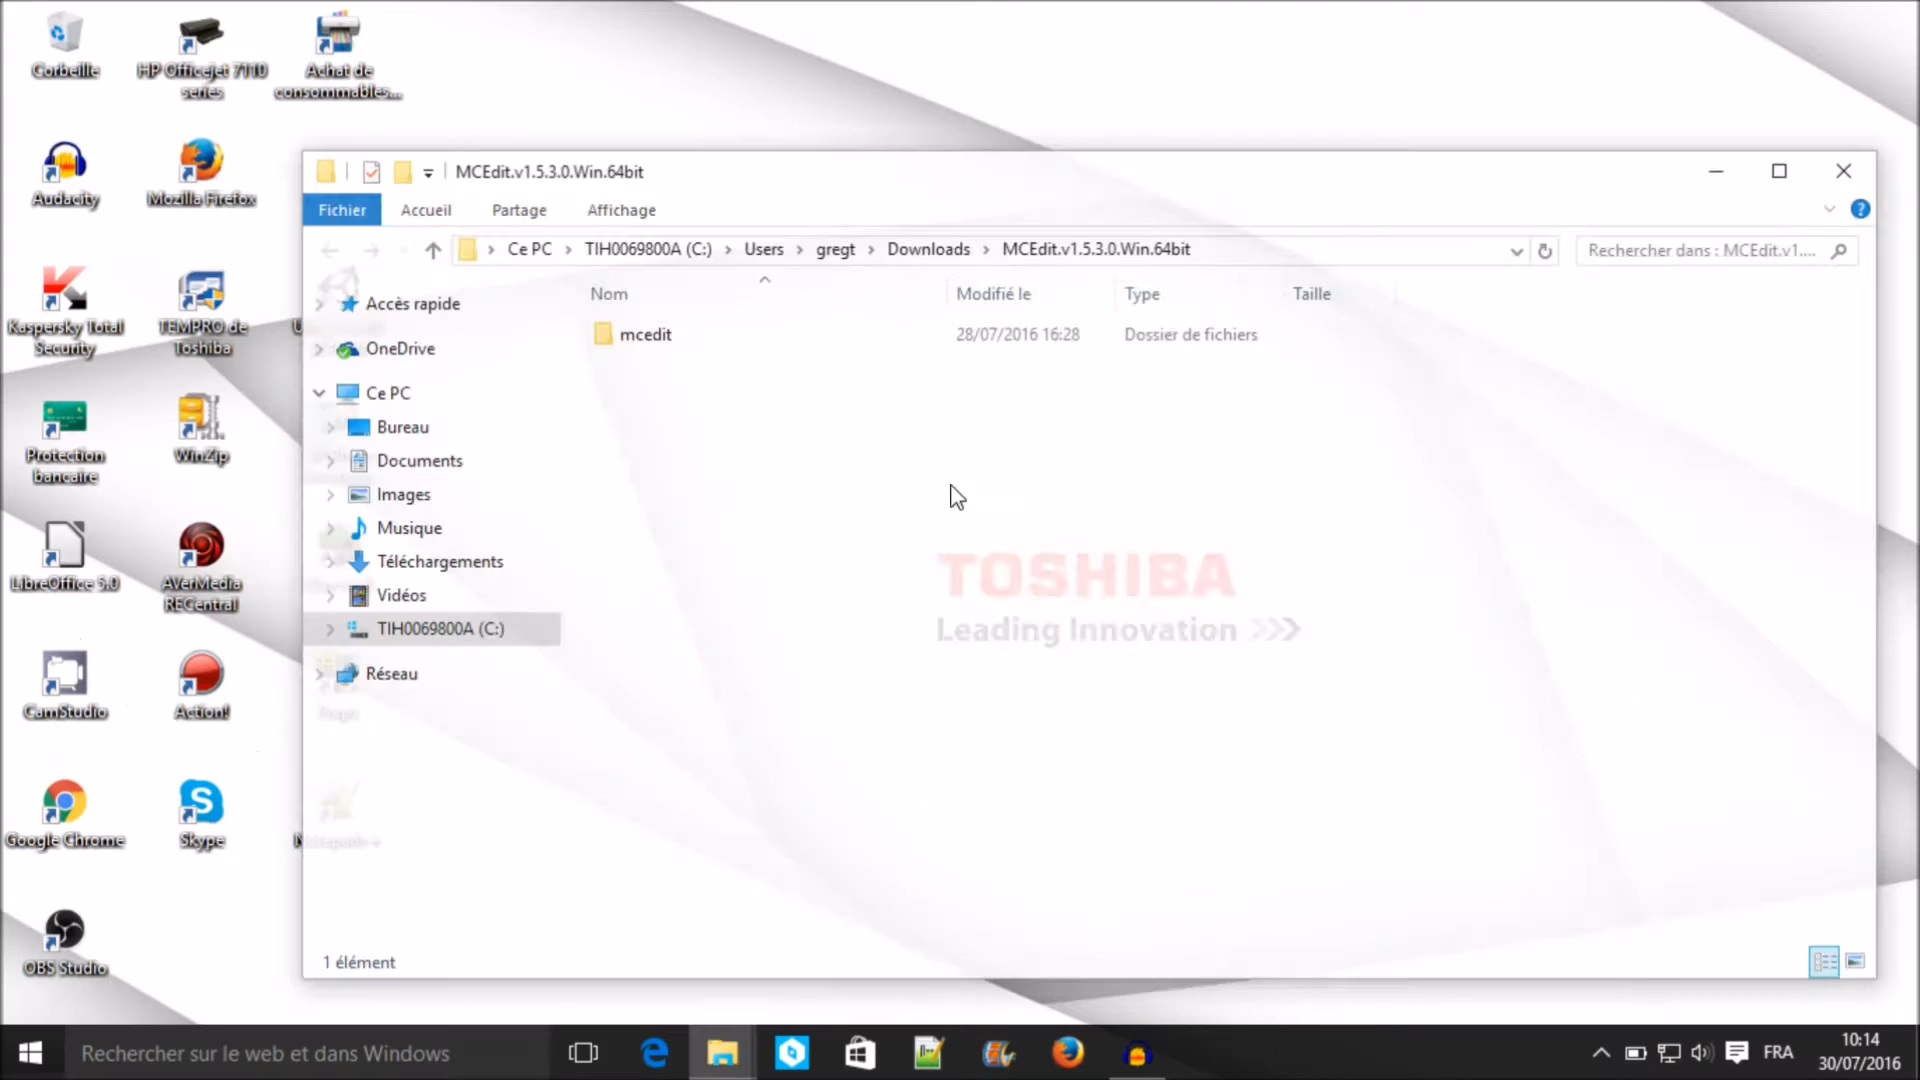 Corbeille
HP Officejet 7110
series
Achat de
consommables...
Audacity
Mozilla Firefox
Kaspersky Total
Security
TEMPRO de
Toshiba
Protection
bancaire
WinZip
LibreOffice 5.0
AVerMedia
RECentral
CamStudio
Action!
Google Chrome
Skype
OBS Studio
MCEdit.v1.5.3.0.Win.64bit
Fichier
Accueil
Partage
Affichage
Ce PC
TIH0069800A (C:)
Users
gregt
Downloads
MCEdit.v1.5.3.0.Win.64bit
Rechercher dans : MCEdit.v1....
Accès rapide
OneDrive
Ce PC
Bureau
Documents
Images
Musique
Téléchargements
Vidéos
TIH0069800A (C:)
Réseau
Nom
Modifié le
Type
Taille
mcedit
28/07/2016 16:28
Dossier de fichiers
TOSHIBA
Leading Innovation >>>
1 élément
Rechercher sur le web et dans Windows
FRA
10:14
30/07/2016